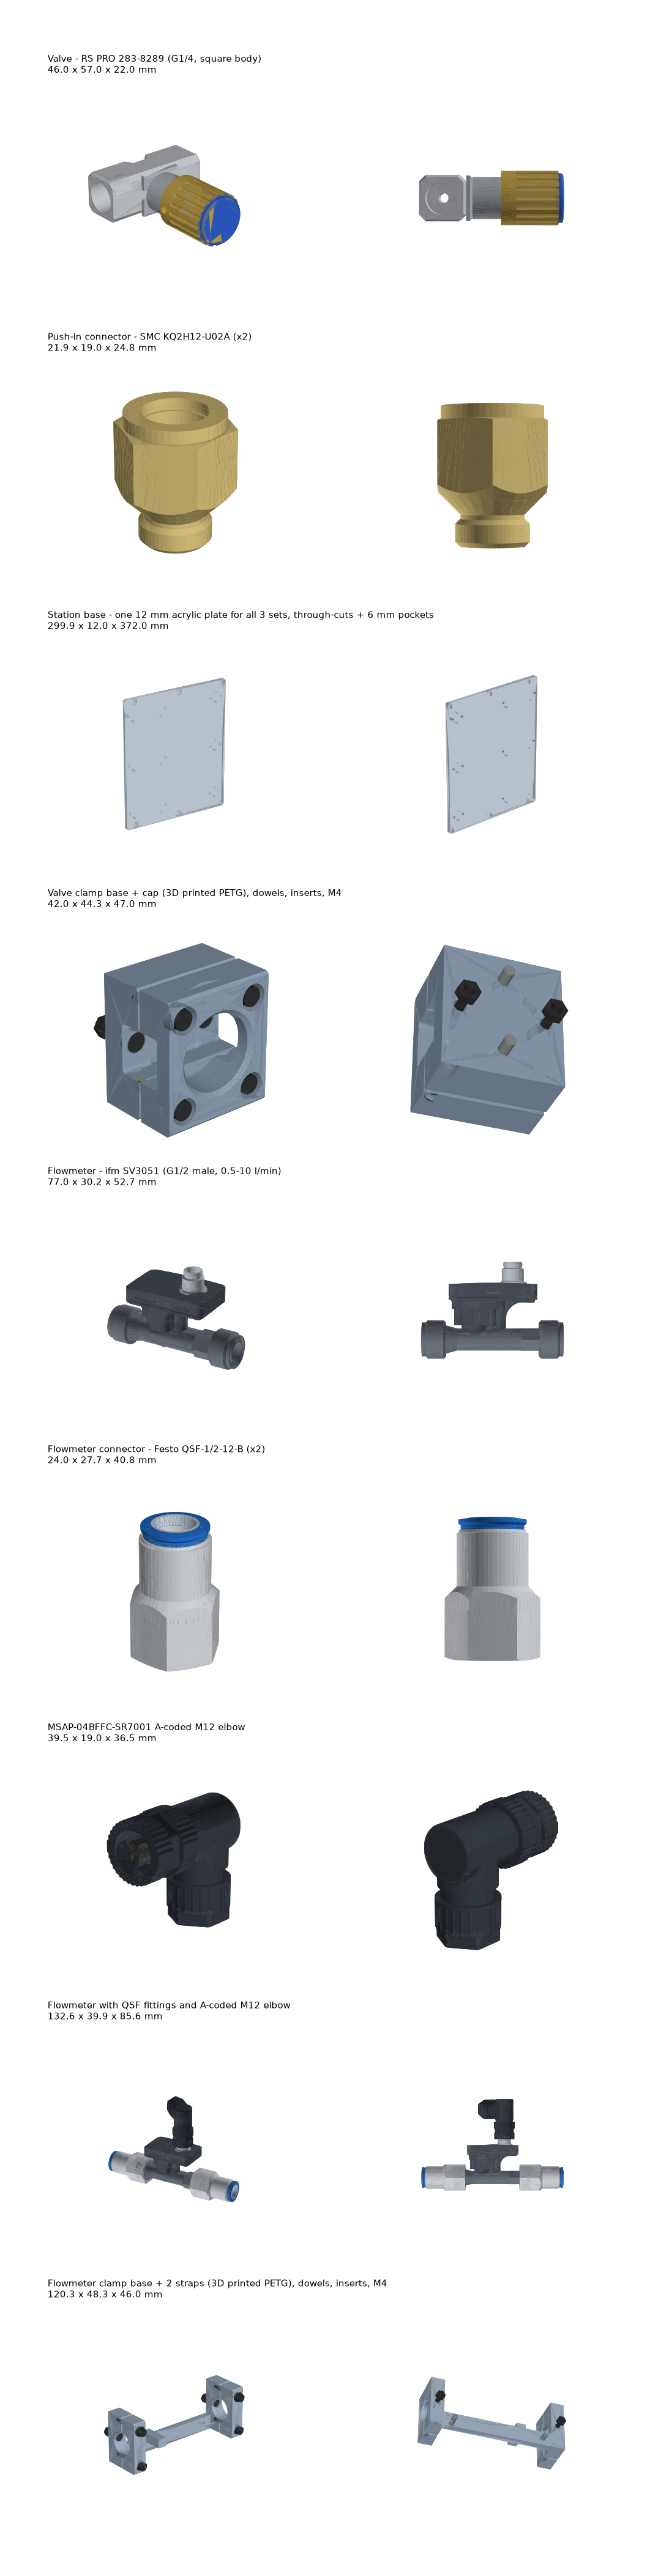 Valve - RS PRO 283-8289 (G1/4, square body)
46.0 x 57.0 x 22.0 mm
Push-in connector - SMC KQ2H12-U02A (x2)
21.9 x 19.0 x 24.8 mm
Station base - one 12 mm acrylic plate for all 3 sets, through-cuts + 6 mm pockets
299.9 x 12.0 x 372.0 mm
Valve clamp base + cap (3D printed PETG), dowels, inserts, M4
42.0 x 44.3 x 47.0 mm
Flowmeter - ifm SV3051 (G1/2 male, 0.5-10 l/min)
77.0 x 30.2 x 52.7 mm
Flowmeter connector - Festo QSF-1/2-12-B (x2)
24.0 x 27.7 x 40.8 mm
MSAP-04BFFC-SR7001 A-coded M12 elbow
39.5 x 19.0 x 36.5 mm
Flowmeter with QSF fittings and A-coded M12 elbow
132.6 x 39.9 x 85.6 mm
Flowmeter clamp base + 2 straps (3D printed PETG), dowels, inserts, M4
120.3 x 48.3 x 46.0 mm